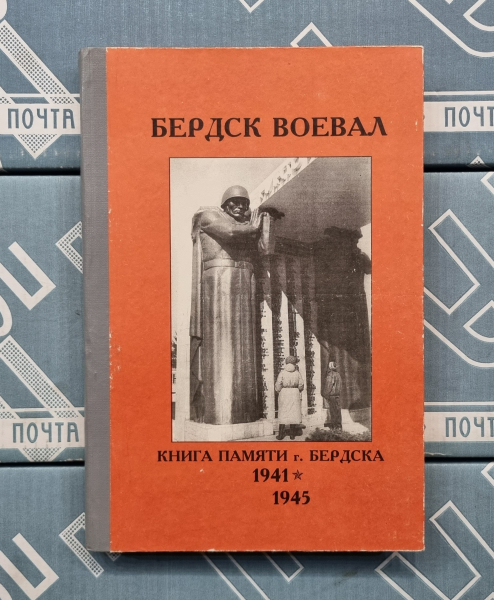 БЕРДСК ВОЕВАЛ
КНИГА ПАМЯТИ г. БЕРДСКА
1941 ★
1945
ПОЧТА
ПОЧТА
ПОЧТА
ПОЧТА